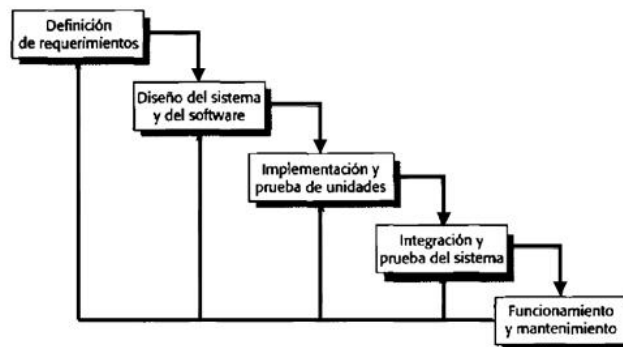 Definición
de requerimientos
Diseño del sistema
y del software
Implementación y
prueba de unidades
Integración y
prueba del sistema
Funcionamiento
y mantenimiento